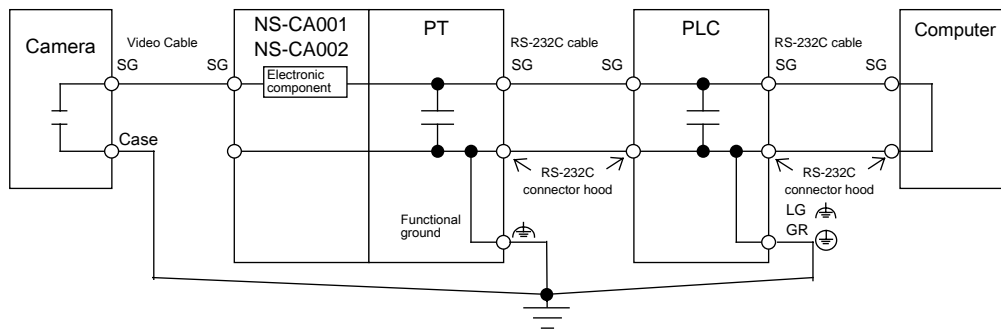 Camera
Video Cable
SG
SG
Case
NS-CA001
NS-CA002
Electronic
component
PT
Functional
ground
RS-232C cable
SG
SG
RS-232C
connector hood
PLC
RS-232C cable
SG
SG
RS-232C
connector hood
LG
GR
Computer